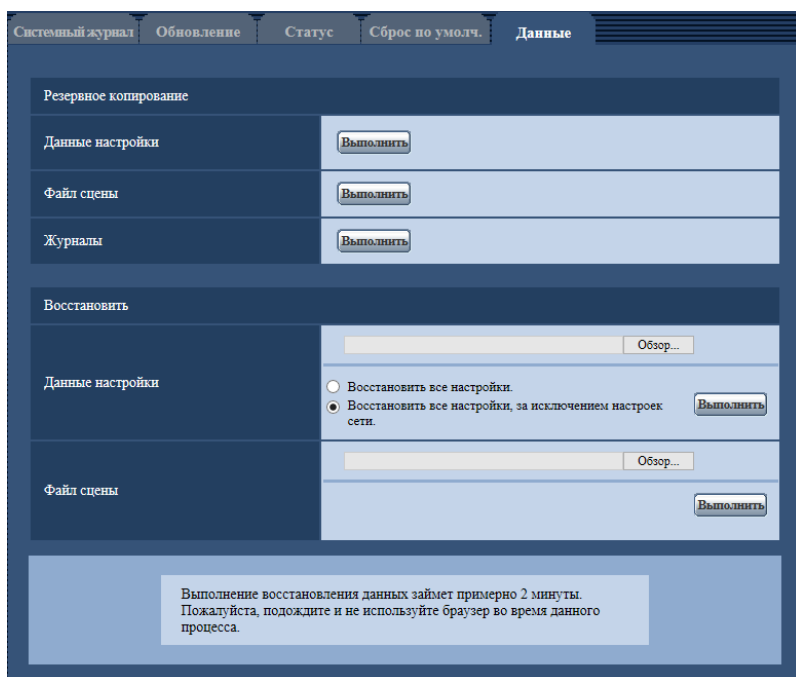 Системный журнал Обновление Статус Сброс по умолч. Данные
Резервное копирование
Данные настройки Выполнить
Файл сцены Выполнить
Журналы Выполнить
Восстановить
Обзор...
Данные настройки
Восстановить все настройки.
Восстановить все настройки, за исключением настроек
сети.
Выполнить
Обзор...
Файл сцены
Выполнить
Выполнение восстановления данных займет примерно 2 минуты.
Пожалуйста, подождите и не используйте браузер во время данного
процесса.